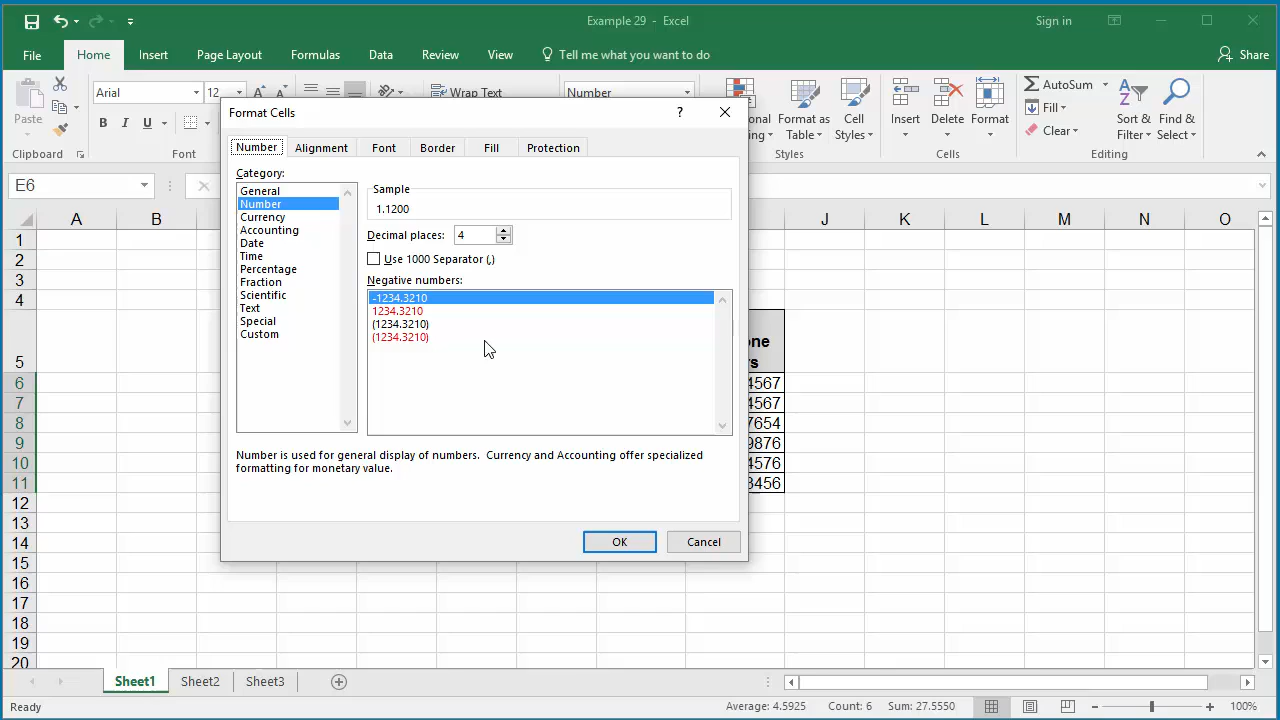 Example 29 - Excel
Sign in
File
Home
Insert
Page Layout
Formulas
Data
Review
View
Tell me what you want to do
Share
Paste
Clipboard
Arial
12
B I U
Font
Wrap Text
Number
Format as
Table
Cell
Styles
Styles
Insert
Delete
Format
Cells
AutoSum
Fill
Clear
Sort &
Filter
Find &
Select
Editing
E6
A B J K L M N O
1
2
3
4
5
6
7
8
9
10
11
12
13
14
15
16
17
18
19
20
4567
4567
7654
9876
4576
3456
Format Cells
Number
Alignment
Font
Border
Fill
Protection
Category:
General
Number
Currency
Accounting
Date
Time
Percentage
Fraction
Scientific
Text
Special
Custom
Sample
1.1200
Decimal places: 4
Use 1000 Separator (,)
Negative numbers:
-1234.3210
1234.3210
(1234.3210)
(1234.3210)
Number is used for general display of numbers. Currency and Accounting offer specialized
formatting for monetary value.
OK
Cancel
Sheet1
Sheet2
Sheet3
Ready
Average: 4.5925
Count: 6
Sum: 27.5550
100%